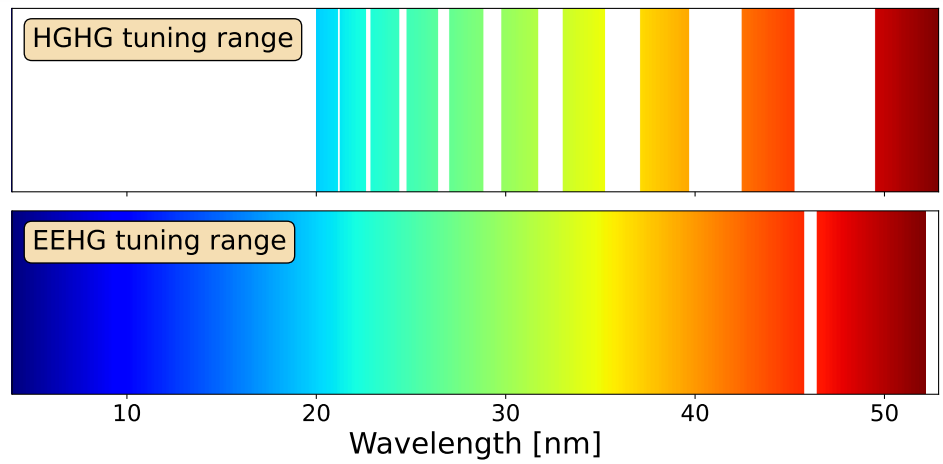 HGHG tuning range
EEHG tuning range
10 20 30 40 50
Wavelength [nm]